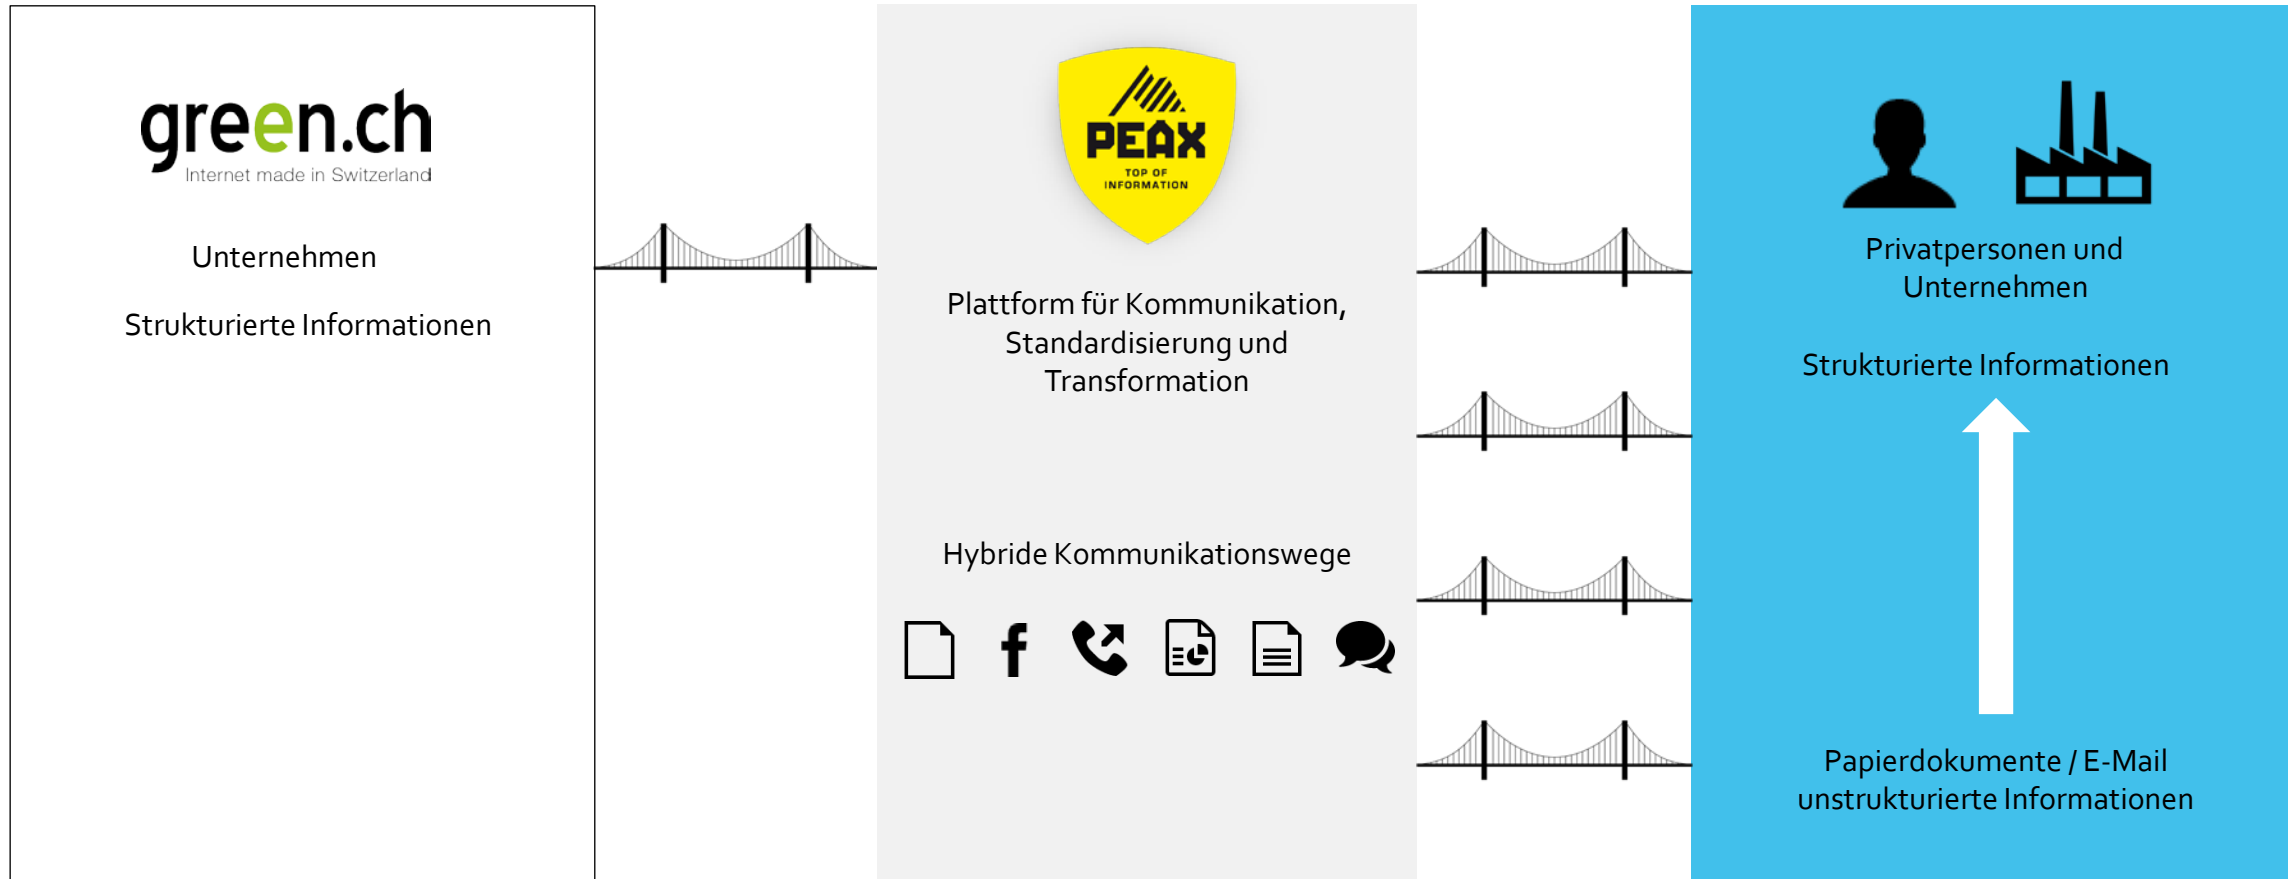 green.ch
Internet made in Switzerland
Unternehmen
Strukturierte Informationen
PEAX
TOP OF
INFORMATION
Plattform für Kommunikation,
Standardisierung und
Transformation
Hybride Kommunikationswege
f
Privatpersonen und
Unternehmen
Strukturierte Informationen
Papierdokumente / E-Mail
unstrukturierte Informationen